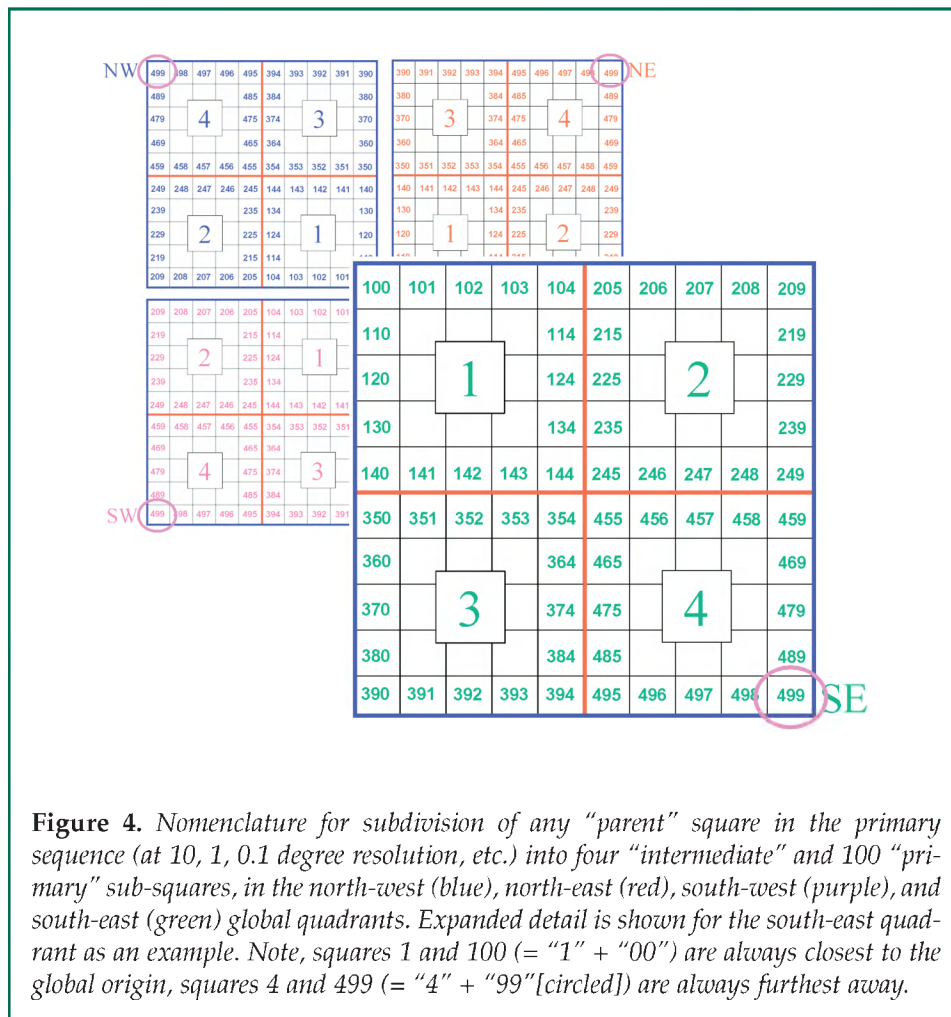 NW 499 498 497 496 495 394 393 392 391 390
489 485 384 380
479 4 475 374 3 370
469 465 364 360
459 458 457 456 455 354 353 352 351 350
249 248 247 246 245 144 143 142 141 140
239 235 134 130
229 2 225 124 1 120
219 215 114
209 208 207 206 205 104 103 102 101
390 391 392 393 394 495 496 497 498 499 NE
380 384 485 489
370 3 374 475 4 479
360 364 465 469
350 351 352 353 354 455 456 457 458 459
140 141 142 143 144 245 246 247 248 249
130 134 235 239
120 1 124 225 2 229
209 208 207 206 205 104 103 102 101
219 215 114
229 2 225 124 1
239 235 134
249 248 247 246 245 144 143 142 141
459 458 457 456 455 354 353 352 351
469 465 364
479 4 475 374 3
489 485 384
SW 499 498 497 496 495 394 393 392 391
100 101 102 103 104 205 206 207 208 209
110 114 215 219
120 1 124 225 2 229
130 134 235 239
140 141 142 143 144 245 246 247 248 249
350 351 352 353 354 455 456 457 458 459
360 364 465 469
370 3 374 475 4 479
380 384 485 489
390 391 392 393 394 495 496 497 498 499 SE
Figure 4. Nomenclature for subdivision of any “parent” square in the primary
sequence (at 10, 1, 0.1 degree resolution, etc.) into four “intermediate” and 100 “pri-
mary” sub-squares, in the north-west (blue), north-east (red), south-west (purple), and
south-east (green) global quadrants. Expanded detail is shown for the south-east quad-
rant as an example. Note, squares 1 and 100 (= “1” + “00”) are always closest to the
global origin, squares 4 and 499 (= “4” + “99”[circled]) are always furthest away.